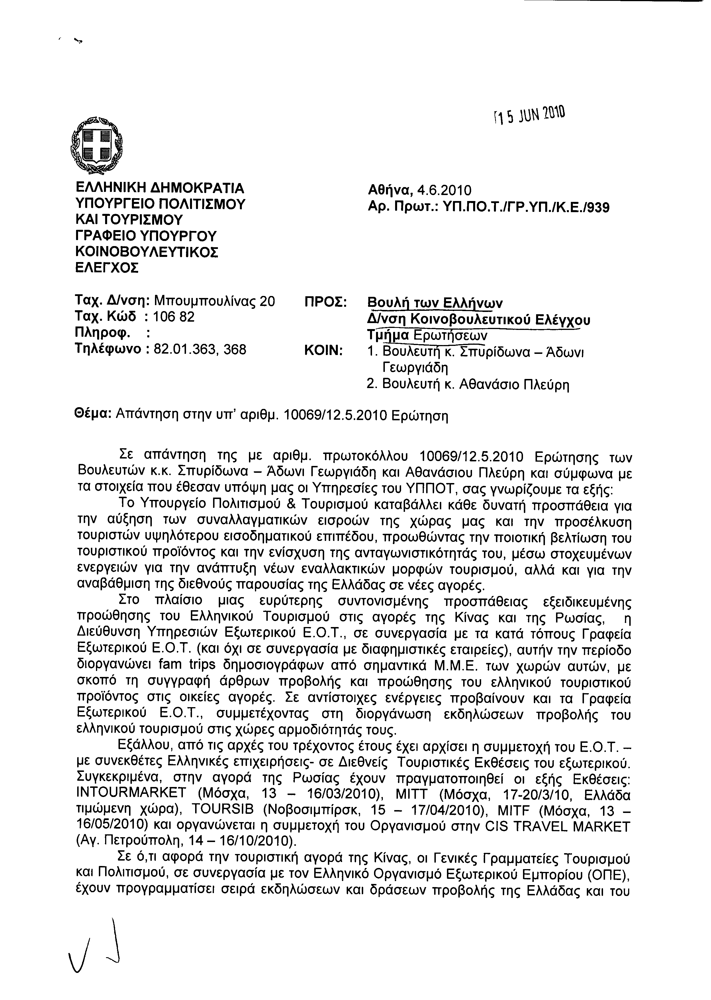 15 JUN 2010
ΕΛΛΗΝΙΚΗ ΔΗΜΟΚΡΑΤΙΑ
ΥΠΟΥΡΓΕΙΟ ΠΟΛΙΤΙΣΜΟΥ
ΚΑΙ ΤΟΥΡΙΣΜΟΥ
ΓΡΑΦΕΙΟ ΥΠΟΥΡΓΟΥ
ΚΟΙΝΟΒΟΥΛΕΥΤΙΚΟΣ
ΕΛΕΓΧΟΣ
Αθήνα, 4.6.2010
Αρ. Πρωτ.: ΥΠ.ΠΟ.Τ./ΓΡ.ΥΠ./Κ.Ε./939
Ταχ. Δ/νση: Μπουμπουλίνας 20
Ταχ. Κώδ : 106 82
Πληροφ. :
Τηλέφωνο : 82.01.363, 368
ΠΡΟΣ: Βουλή των Ελλήνων
Δ/νση Κοινοβουλευτικού Ελέγχου
Τμήμα Ερωτήσεων
ΚΟΙΝ: 1. Βουλευτή κ. Σπυρίδωνα – Άδωνι
Γεωργιάδη
2. Βουλευτή κ. Αθανάσιο Πλεύρη
Θέμα: Απάντηση στην υπ’ αριθμ. 10069/12.5.2010 Ερώτηση
Σε απάντηση της με αριθμ. πρωτοκόλλου 10069/12.5.2010 Ερώτησης των
Βουλευτών κ.κ. Σπυρίδωνα – Άδωνι Γεωργιάδη και Αθανάσιου Πλεύρη και σύμφωνα με
τα στοιχεία που έθεσαν υπόψη μας οι Υπηρεσίες του ΥΠΠΟΤ, σας γνωρίζουμε τα εξής:
Το Υπουργείο Πολιτισμού & Τουρισμού καταβάλλει κάθε δυνατή προσπάθεια για
την αύξηση των συναλλαγματικών εισροών της χώρας μας και την προσέλκυση
τουριστών υψηλότερου εισοδηματικού επιπέδου, προωθώντας την ποιοτική βελτίωση του
τουριστικού προϊόντος και την ενίσχυση της ανταγωνιστικότητάς του, μέσω στοχευμένων
ενεργειών για την ανάπτυξη νέων εναλλακτικών μορφών τουρισμού, αλλά και για την
αναβάθμιση της διεθνούς παρουσίας της Ελλάδας σε νέες αγορές.
Στο πλαίσιο μιας ευρύτερης συντονισμένης προσπάθειας εξειδικευμένης
προώθησης του Ελληνικού Τουρισμού στις αγορές της Κίνας και της Ρωσίας, η
Διεύθυνση Υπηρεσιών Εξωτερικού Ε.Ο.Τ., σε συνεργασία με τα κατά τόπους Γραφεία
Εξωτερικού Ε.Ο.Τ. (και όχι σε συνεργασία με διαφημιστικές εταιρείες), αυτήν την περίοδο
διοργανώνει fam trips δημοσιογράφων από σημαντικά Μ.Μ.Ε. των χωρών αυτών, με
σκοπό τη συγγραφή άρθρων προβολής και προώθησης του ελληνικού τουριστικού
προϊόντος στις οικείες αγορές. Σε αντίστοιχες ενέργειες προβαίνουν και τα Γραφεία
Εξωτερικού Ε.Ο.Τ., συμμετέχοντας στη διοργάνωση εκδηλώσεων προβολής του
ελληνικού τουρισμού στις χώρες αρμοδιότητάς τους.
Εξάλλου, από τις αρχές του τρέχοντος έτους έχει αρχίσει η συμμετοχή του Ε.Ο.Τ. –
με συνεκθέτες Ελληνικές επιχειρήσεις- σε Διεθνείς Τουριστικές Εκθέσεις του εξωτερικού.
Συγκεκριμένα, στην αγορά της Ρωσίας έχουν πραγματοποιηθεί οι εξής Εκθέσεις:
INTOURMARKET (Μόσχα, 13 – 16/03/2010), MITT (Μόσχα, 17-20/3/10, Ελλάδα
τιμώμενη χώρα), TOURSIB (Νοβοσιμπίρσκ, 15 – 17/04/2010), MITF (Μόσχα, 13 –
16/05/2010) και οργανώνεται η συμμετοχή του Οργανισμού στην CIS TRAVEL MARKET
(Αγ. Πετρούπολη, 14 – 16/10/2010).
Σε ό,τι αφορά την τουριστική αγορά της Κίνας, οι Γενικές Γραμματείες Τουρισμού
και Πολιτισμού, σε συνεργασία με τον Ελληνικό Οργανισμό Εξωτερικού Εμπορίου (ΟΠΕ),
έχουν προγραμματίσει σειρά εκδηλώσεων και δράσεων προβολής της Ελλάδας και του